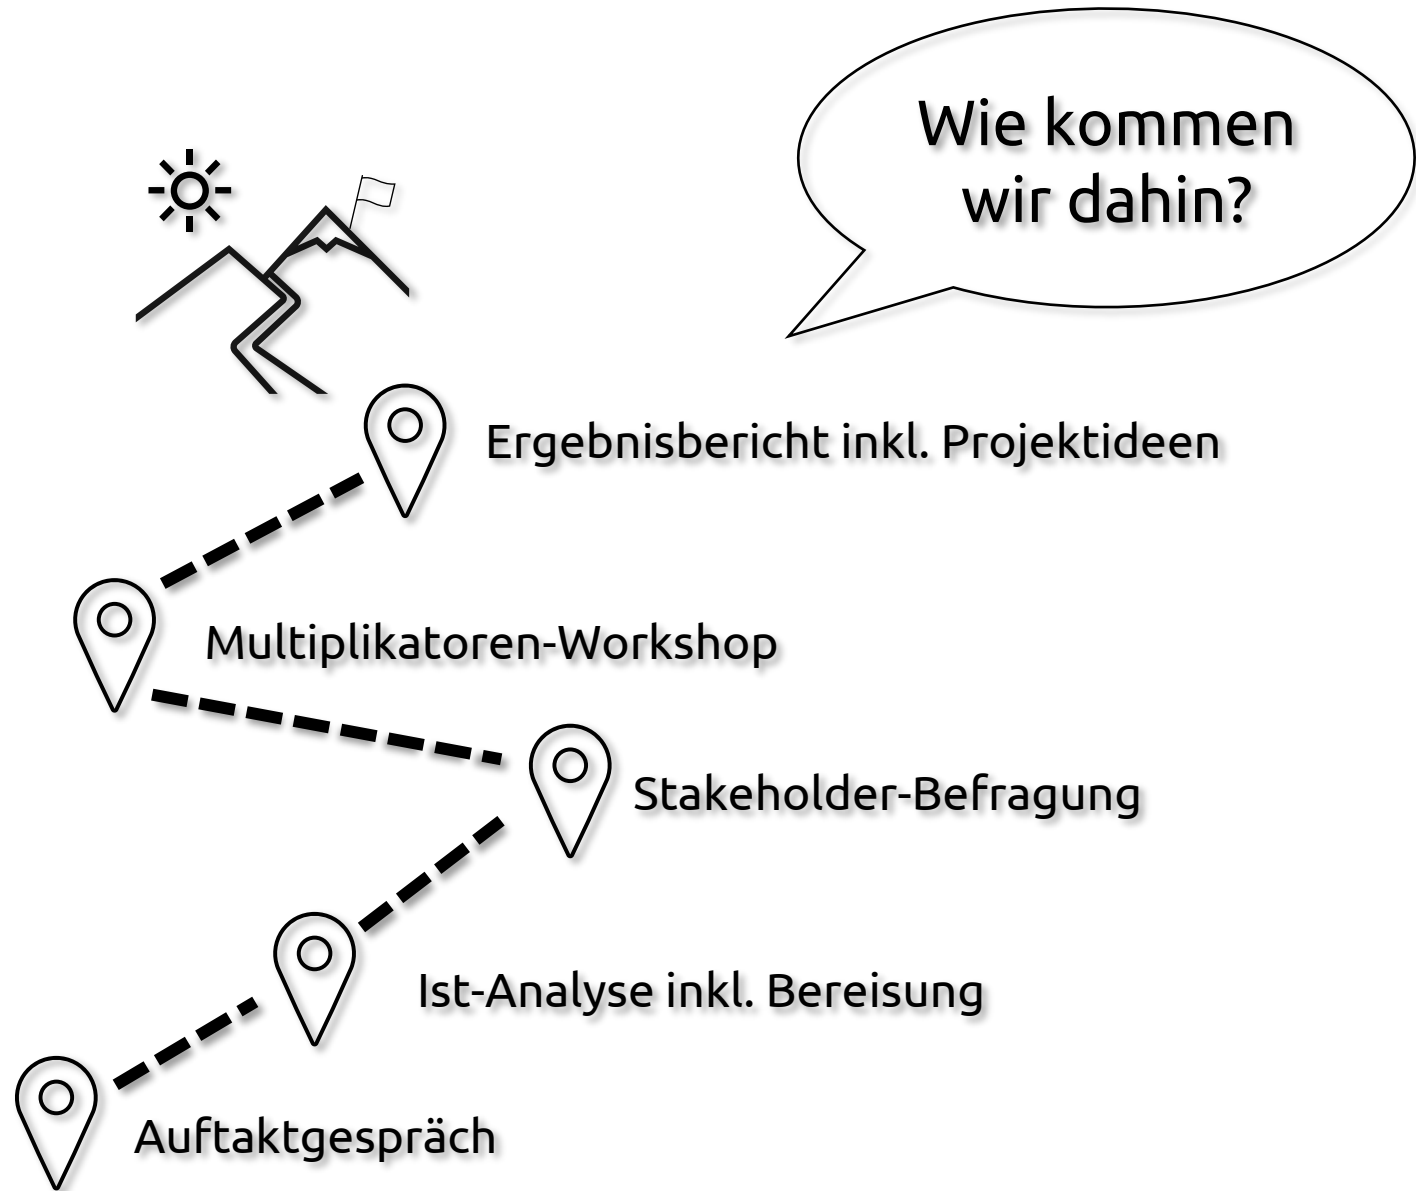 Wie kommen
wir dahin?
Ergebnisbericht inkl. Projektideen
Multiplikatoren-Workshop
Stakeholder-Befragung
Ist-Analyse inkl. Bereisung
Auftaktgespräch